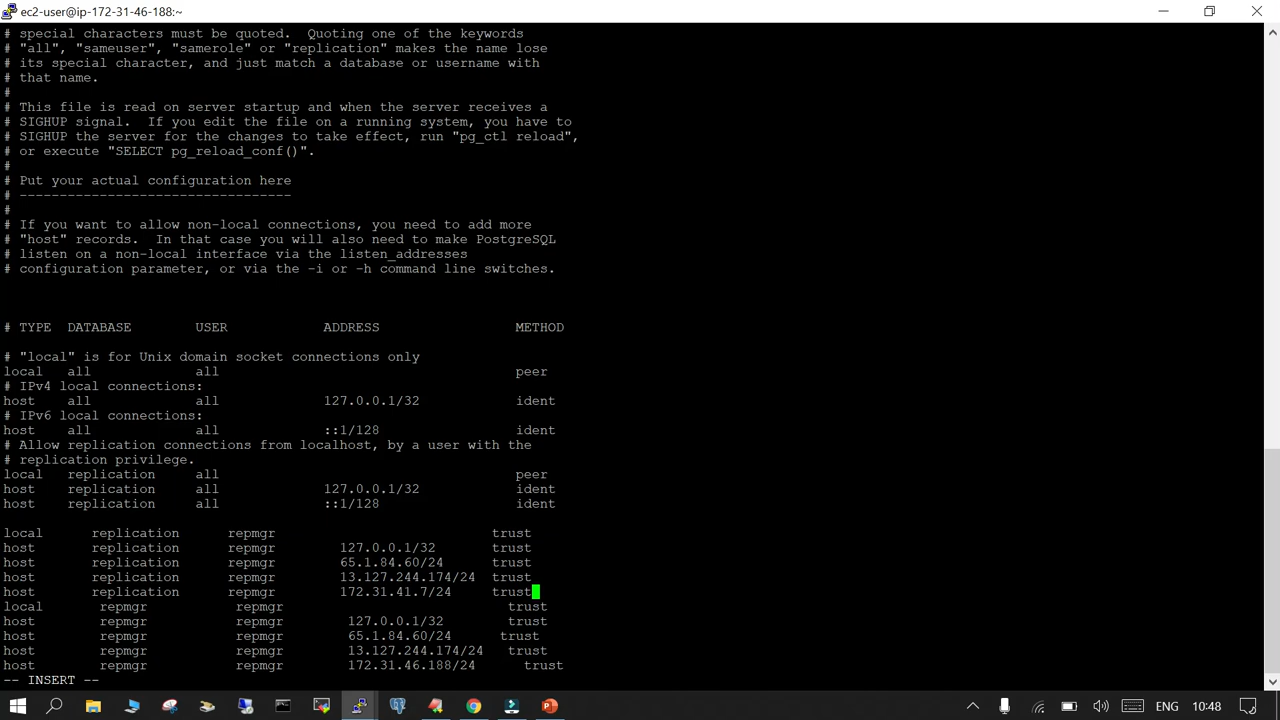 ec2-user@ip-172-31-46-188:~
# special characters must be quoted.  Quoting one of the keywords
# "all", "sameuser", "samerole" or "replication" makes the name lose
# its special character, and just match a database or username with
# that name.
#
# This file is read on server startup and when the server receives a
# SIGHUP signal.  If you edit the file on a running system, you have to
# SIGHUP the server for the changes to take effect, run "pg_ctl reload",
# or execute "SELECT pg_reload_conf()".
#
# Put your actual configuration here
# ----------------------------------
#
# If you want to allow non-local connections, you need to add more
# "host" records.  In that case you will also need to make PostgreSQL
# listen on a non-local interface via the listen_addresses
# configuration parameter, or via the -i or -h command line switches.
# TYPE  DATABASE        USER            ADDRESS                 METHOD
# "local" is for Unix domain socket connections only
local   all             all                                     peer
# IPv4 local connections:
host    all             all             127.0.0.1/32            ident
# IPv6 local connections:
host    all             all             ::1/128                 ident
# Allow replication connections from localhost, by a user with the
# replication privilege.
local   replication     all                                     peer
host    replication     all             127.0.0.1/32            ident
host    replication     all             ::1/128                 ident
local      replication      repmgr                           trust
host       replication      repmgr        127.0.0.1/32       trust
host       replication      repmgr        65.1.84.60/24      trust
host       replication      repmgr        13.127.244.174/24  trust
host       replication      repmgr        172.31.41.7/24     trust
local       repmgr           repmgr                            trust
host        repmgr           repmgr        127.0.0.1/32        trust
host        repmgr           repmgr        65.1.84.60/24      trust
host        repmgr           repmgr        13.127.244.174/24   trust
host        repmgr           repmgr        172.31.46.188/24      trust
-- INSERT --
ENG
10:48